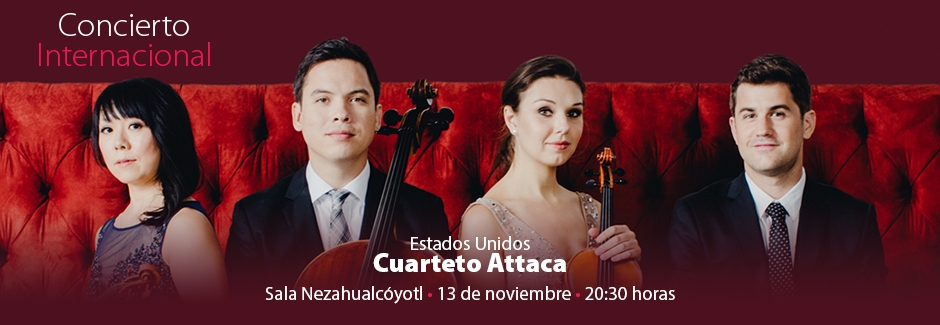 Concierto
Internacional
Estados Unidos
Cuarteto Attaca
Sala Nezahualcóyotl • 13 de noviembre • 20:30 horas